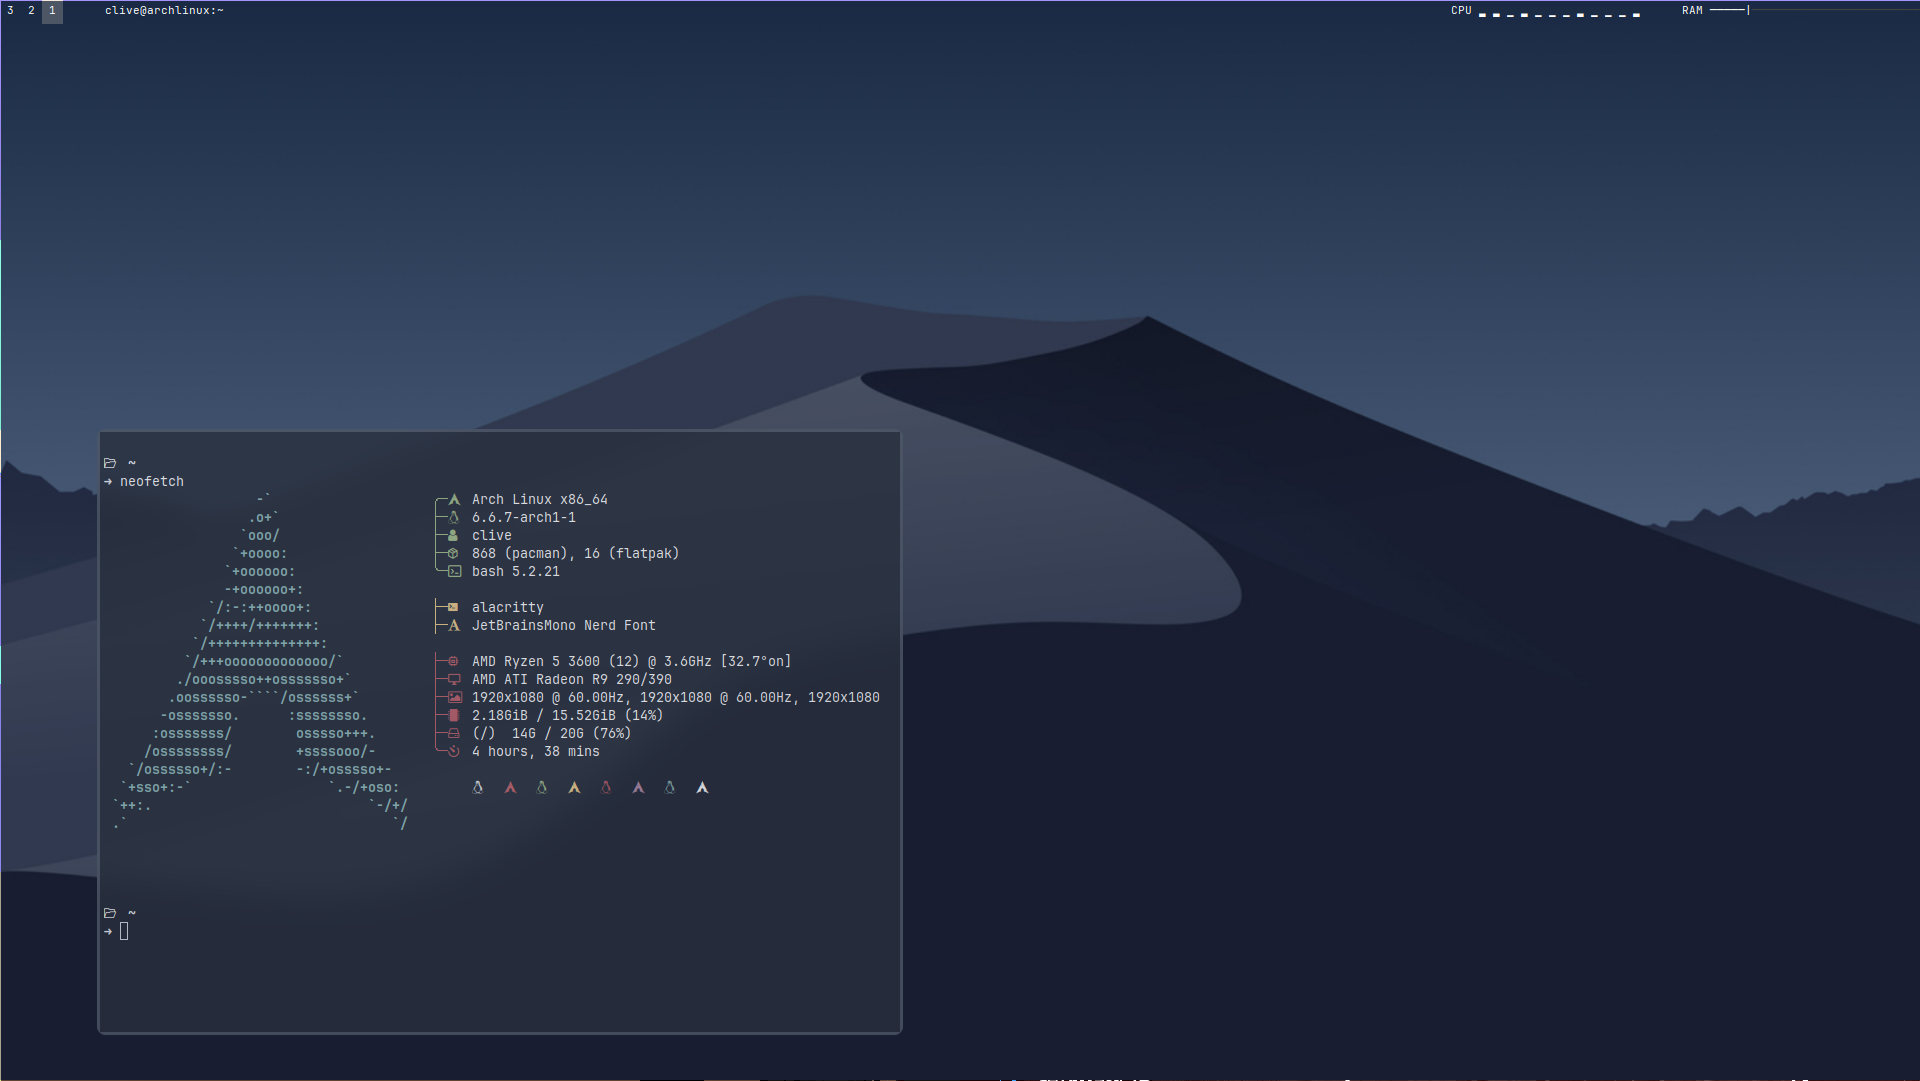 3 2 1 clive@archlinux:~ CPU RAM
~
➜ neofetch
-`
.o+`
`ooo/
`+oooo:
`+oooooo:
-+oooooo+:
`/:-:++oooo+:
`/++++/+++++++:
`/++++++++++++++:
`/+++ooooooooooooo/`
./ooosssso++osssssso+`
.oossssso-````/ossssss+`
-osssssso. :ssssssso.
:osssssss/ osssso+++.
/ossssssss/ +ssssooo/-
`/ossssso+/:- -:/+osssso+-
`+sso+:-` `.-/+oso:
`++:. `-/+/
.` `/
Arch Linux x86_64
6.6.7-arch1-1
clive
868 (pacman), 16 (flatpak)
bash 5.2.21
alacritty
JetBrainsMono Nerd Font
AMD Ryzen 5 3600 (12) @ 3.6GHz [32.7°on]
AMD ATI Radeon R9 290/390
1920x1080 @ 60.00Hz, 1920x1080 @ 60.00Hz, 1920x1080
2.18GiB / 15.52GiB (14%)
(/) 14G / 20G (76%)
4 hours, 38 mins
~
➜